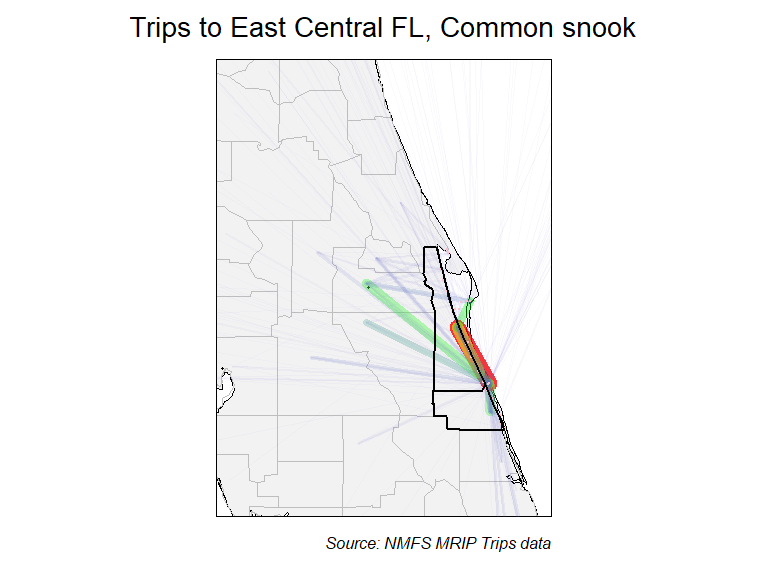 Trips to East Central FL, Common snook
Source: NMFS MRIP Trips data